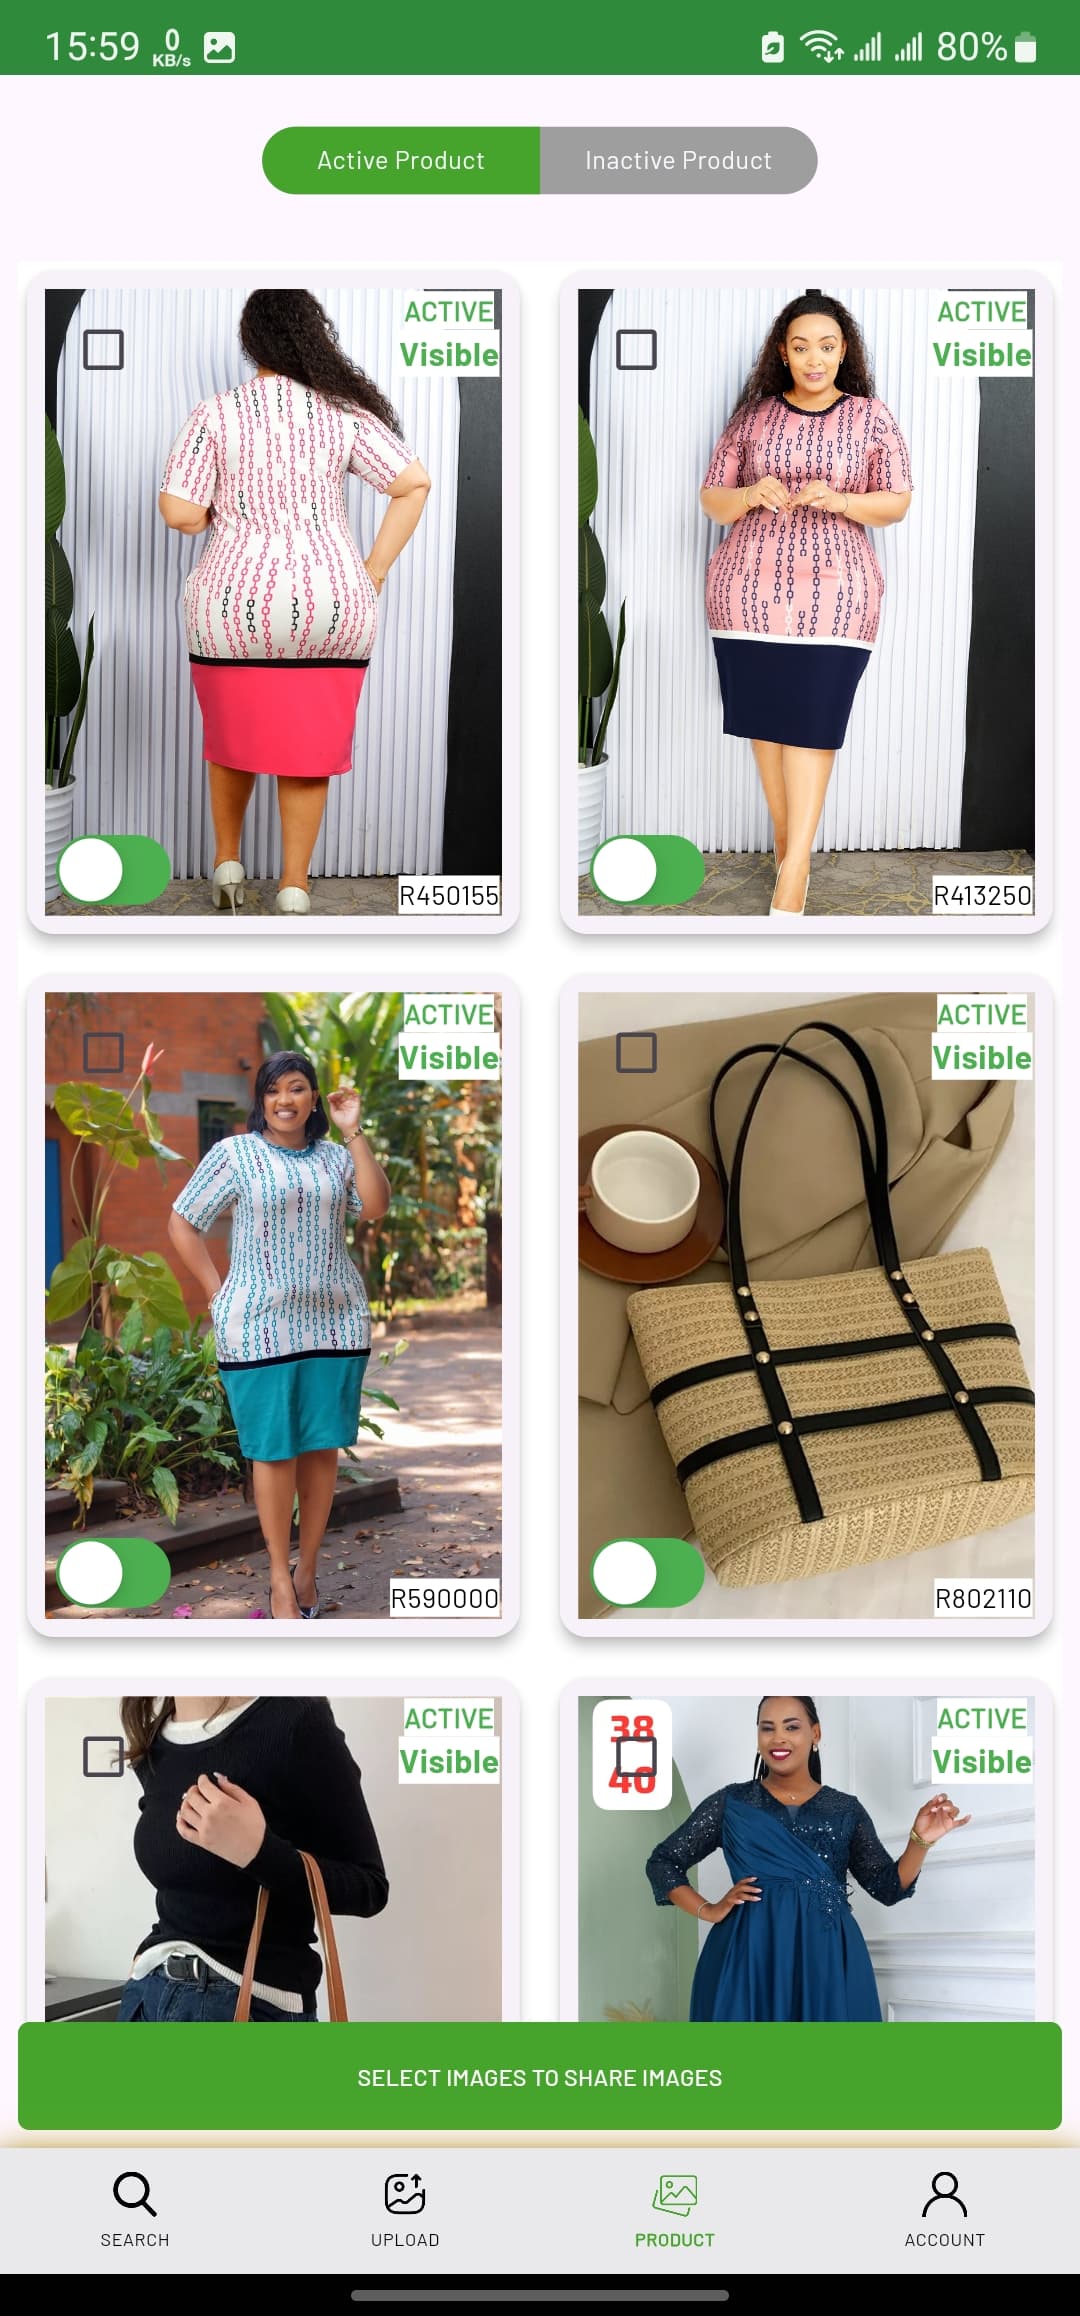 15:59 0 KB/s 80%
Active Product Inactive Product
ACTIVE
Visible
R450155
ACTIVE
Visible
R413250
ACTIVE
Visible
R590000
ACTIVE
Visible
R802110
ACTIVE
Visible
38
40
ACTIVE
Visible
SELECT IMAGES TO SHARE IMAGES
SEARCH UPLOAD PRODUCT ACCOUNT